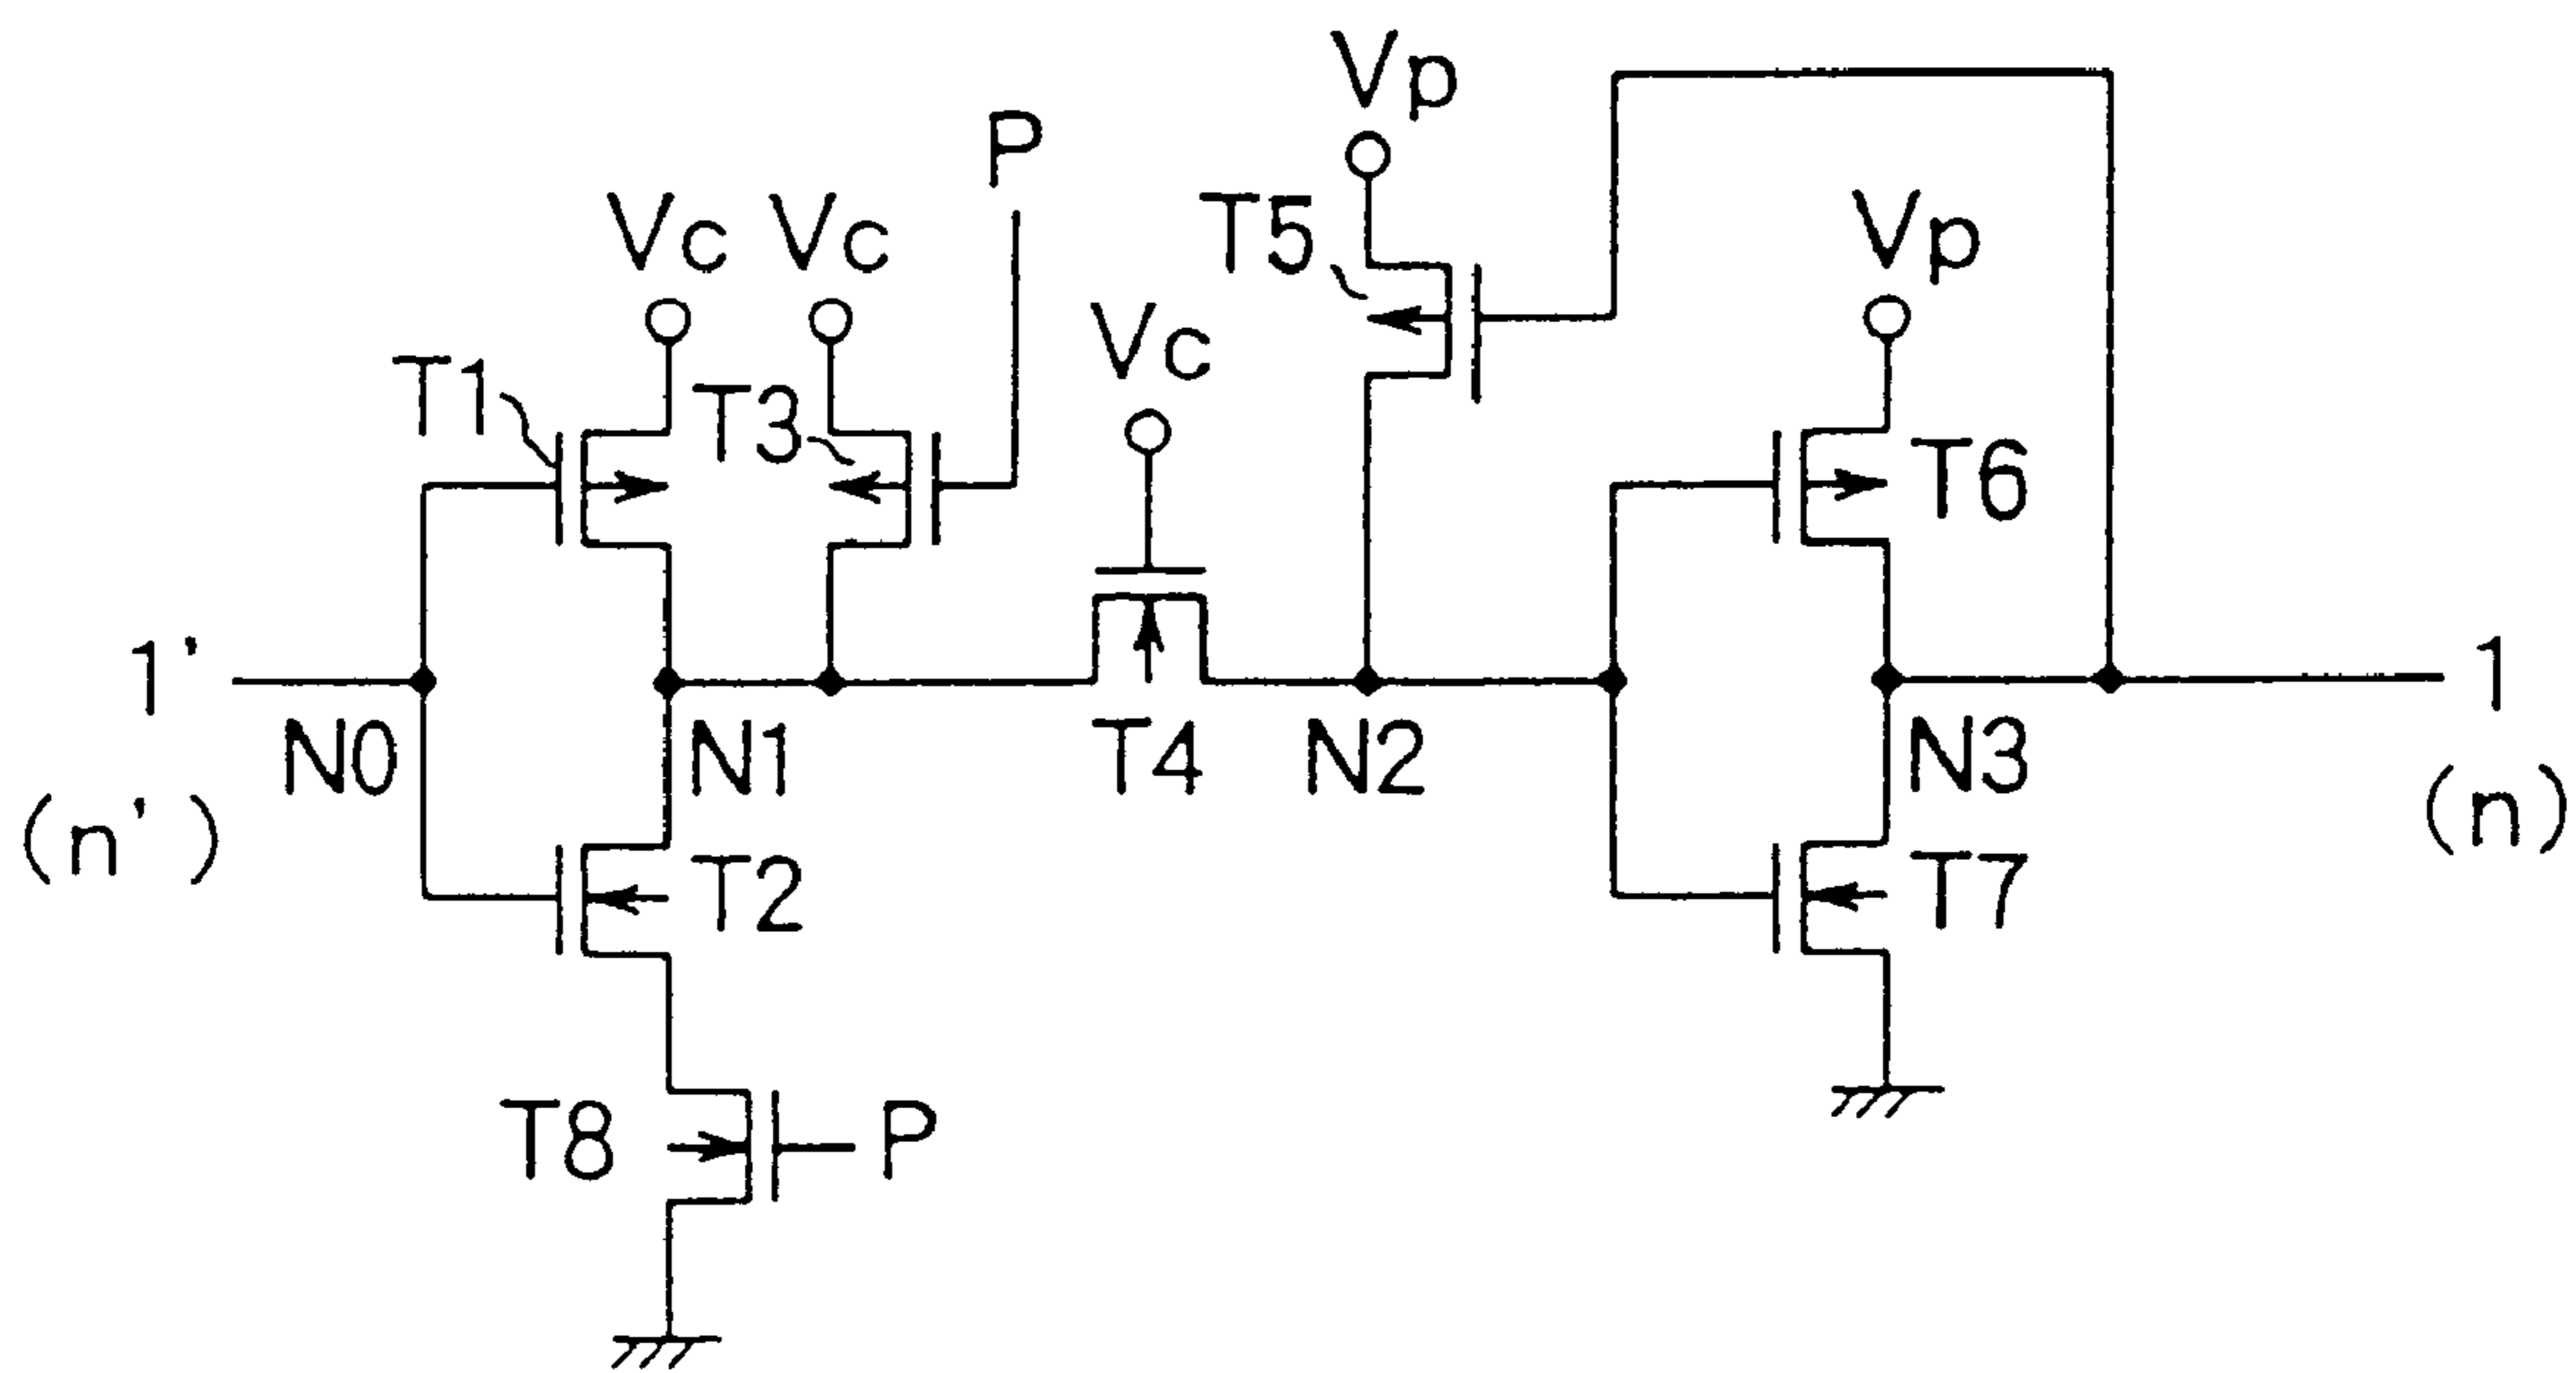 Vp
P
Vc
Vc
T5
Vp
Vc
T1
T3
T6
1'
1
N0
N1
T4
N2
N3
(n')
(n)
T2
T7
T8
P